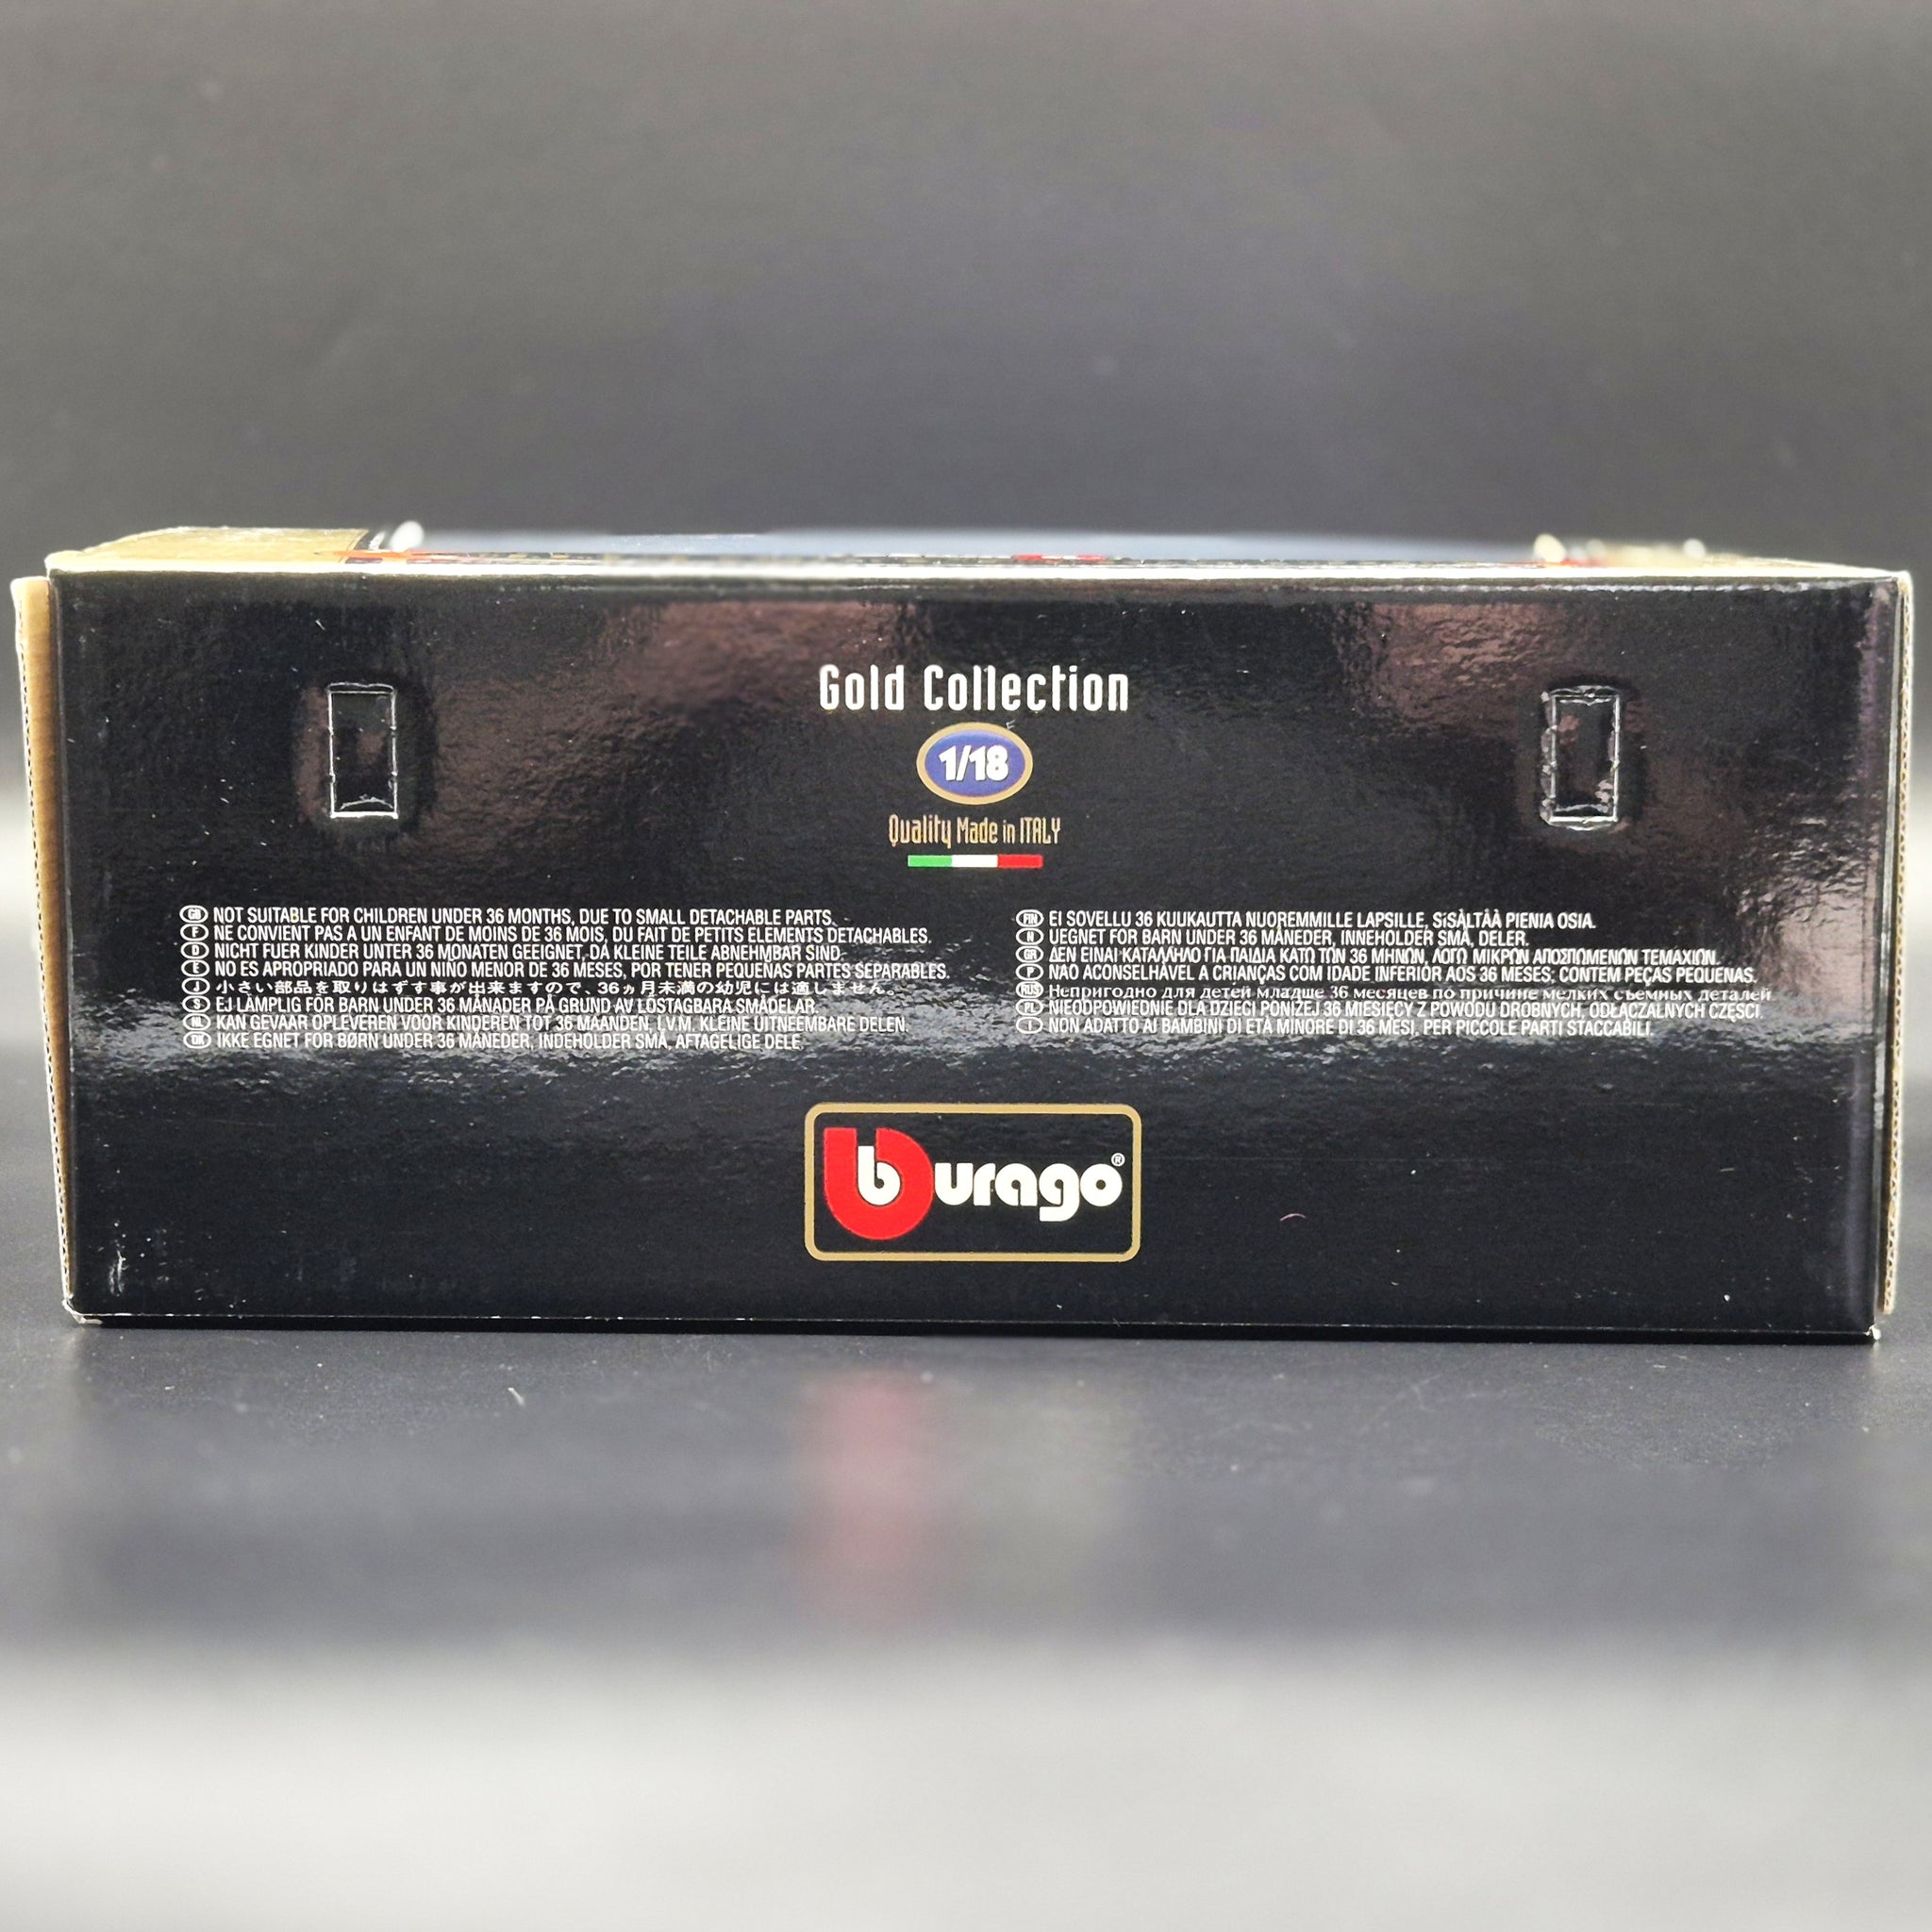 Gold Collection
1/18
Quality Made in ITALY
GB NOT SUITABLE FOR CHILDREN UNDER 36 MONTHS, DUE TO SMALL DETACHABLE PARTS.
F NE CONVIENT PAS A UN ENFANT DE MOINS DE 36 MOIS, DU FAIT DE PETITS ELEMENTS DETACHABLES.
D NICHT FUER KINDER UNTER 36 MONATEN GEEIGNET, DA KLEINE TEILE ABNEHMBAR SIND.
E NO ES APROPRIADO PARA UN NIÑO MENOR DE 36 MESES, POR TENER PEQUEÑAS PARTES SEPARABLES.
J 小さい部品を取りはずす事が出来ますので、36ヵ月未満の幼児には適しません。
S EJ LÄMPLIG FÖR BARN UNDER 36 MÅNADER PÅ GRUND AV LÖSTAGBARA SMÅDELAR.
NL KAN GEVAAR OPLEVEREN VOOR KINDEREN TOT 36 MAANDEN, I.V.M. KLEINE UITNEEMBARE DELEN.
DK IKKE EGNET FOR BØRN UNDER 36 MÅNEDER, INDEHOLDER SMÅ, AFTAGELIGE DELE.
FIN EI SOVELLU 36 KUUKAUTTA NUOREMMILLE LAPSILLE, SISÀLTÀÀ PIENIA OSIA.
N UEGNET FOR BARN UNDER 36 MÅNEDER, INNEHOLDER SMÅ, DELER.
GR ΔΕΝ ΕΙΝΑΙ ΚΑΤΑΛΛΗΛΟ ΓΙΑ ΠΑΙΔΙΑ ΚΑΤΩ ΤΩΝ 36 ΜΗΝΩΝ, ΛΟΓΩ ΜΙΚΡΩΝ ΑΠΟΣΠΩΜΕΝΩΝ ΤΕΜΑΧΙΩΝ.
P NÃO ACONSELHÁVEL A CRIANÇAS COM IDADE INFERIOR AOS 36 MESES; CONTEM PEÇAS PEQUENAS.
RUS Непригодно для детей младше 36 месяцев по причине мелких съемных деталей
PL NIEODPOWIEDNIE DLA DZIECI PONIŻEJ 36 MIESIĘCY Z POWODU DROBNYCH, ODŁĄCZALNYCH CZĘŚCI.
I NON ADATTO AI BAMBINI DI ETÀ MINORE DI 36 MESI, PER PICCOLE PARTI STACCABILI.
burago®